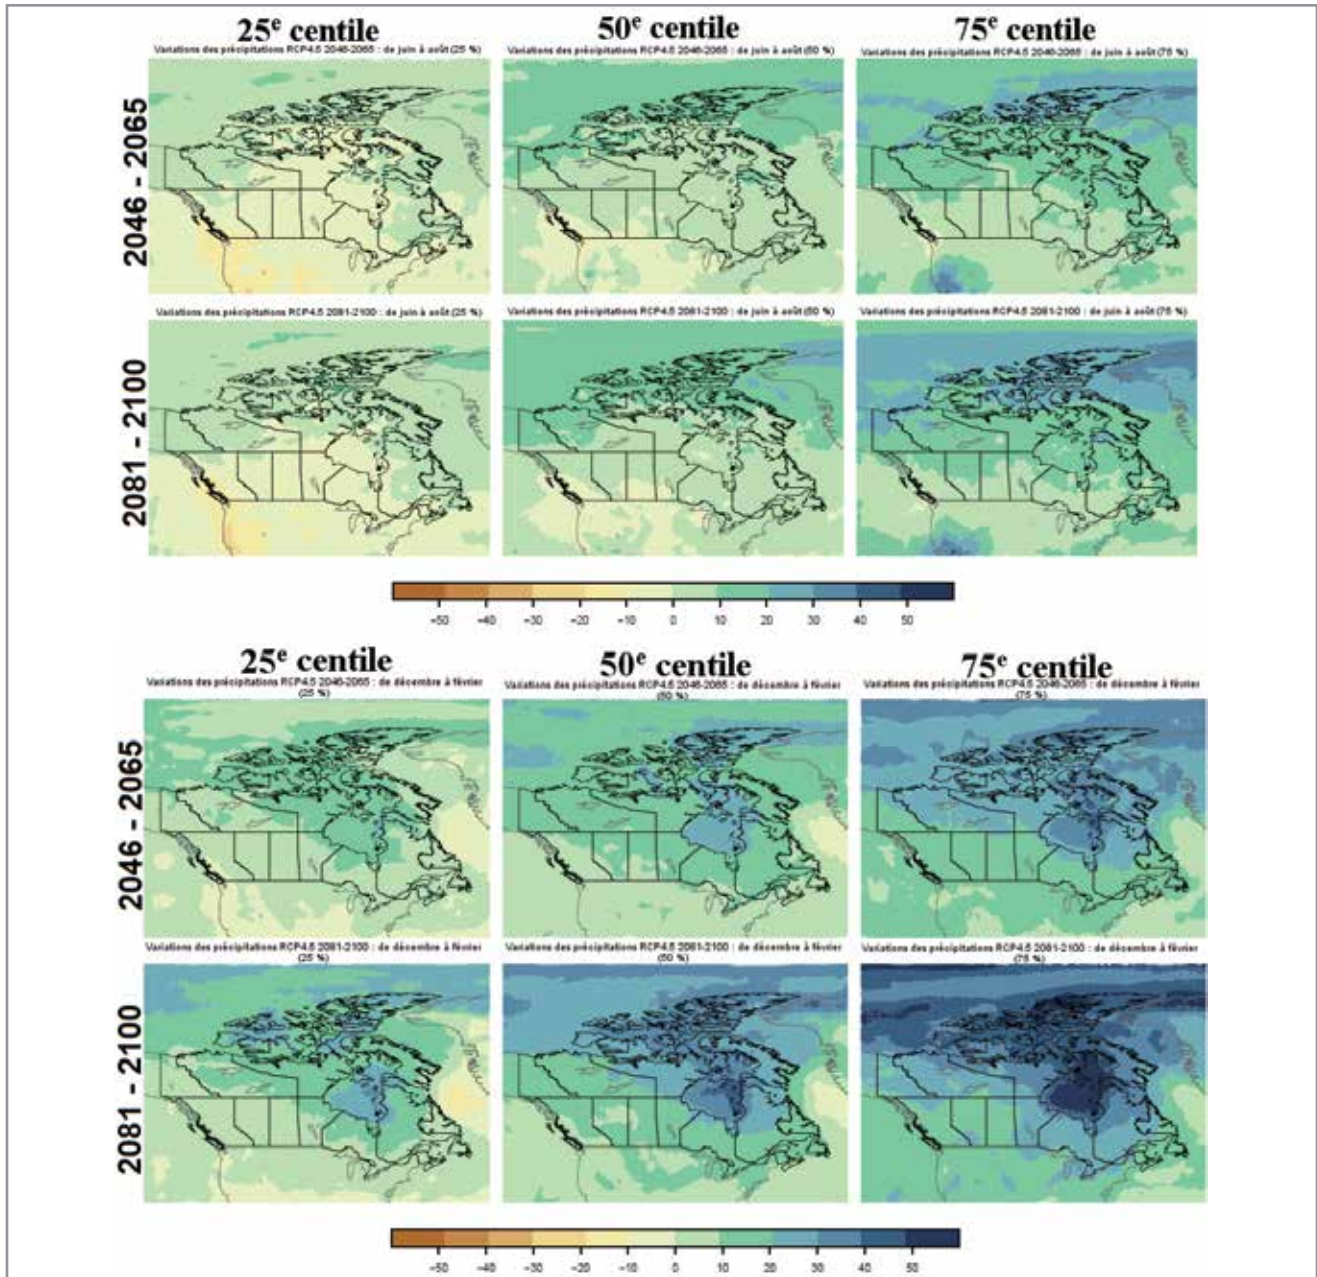 25e centile
50e centile
75e centile
Variations des précipitations RCP4.5 2046-2065 : de juin à août (25 %)
Variations des précipitations RCP4.5 2046-2065 : de juin à août (50 %)
Variations des précipitations RCP4.5 2046-2065 : de juin à août (75 %)
2046 - 2065
Variations des précipitations RCP4.5 2081-2100 : de juin à août (25 %)
Variations des précipitations RCP4.5 2081-2100 : de juin à août (50 %)
Variations des précipitations RCP4.5 2081-2100 : de juin à août (75 %)
2081 - 2100
−50 −40 −30 −20 −10 0 10 20 30 40 50
25e centile
50e centile
75e centile
Variations des précipitations RCP4.5 2046-2065 : de décembre à février
(25 %)
Variations des précipitations RCP4.5 2046-2065 : de décembre à février
(50 %)
Variations des précipitations RCP4.5 2046-2065 : de décembre à février
(75 %)
2046 - 2065
Variations des précipitations RCP4.5 2081-2100 : de décembre à février
(25 %)
Variations des précipitations RCP4.5 2081-2100 : de décembre à février
(50 %)
Variations des précipitations RCP4.5 2081-2100 : de décembre à février
(75 %)
2081 - 2100
−50 −40 −30 −20 −10 0 10 20 30 40 50